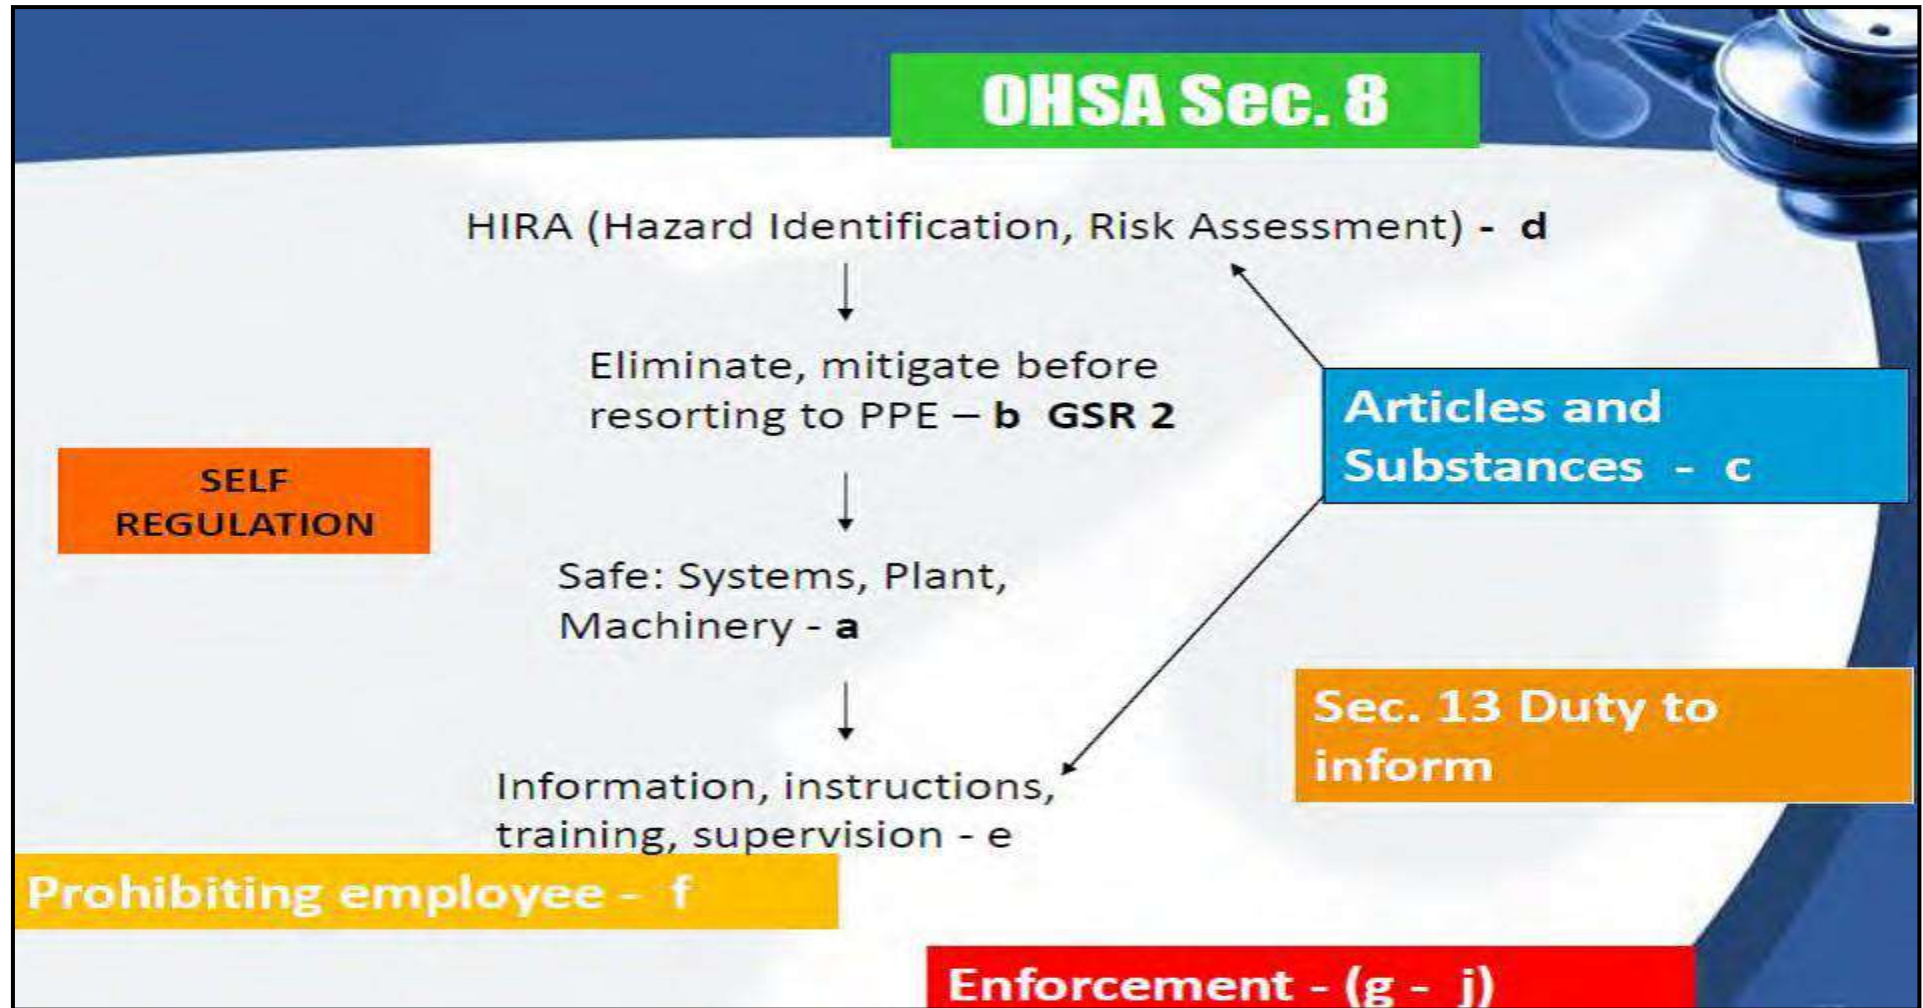 OHSA Sec. 8
HIRA (Hazard Identification, Risk Assessment) - d
Eliminate, mitigate before
resorting to PPE – b GSR 2
Articles and
Substances - c
SELF
REGULATION
Safe: Systems, Plant,
Machinery - a
Sec. 13 Duty to
inform
Information, instructions,
training, supervision - e
Prohibiting employee - f
Enforcement - (g - j)